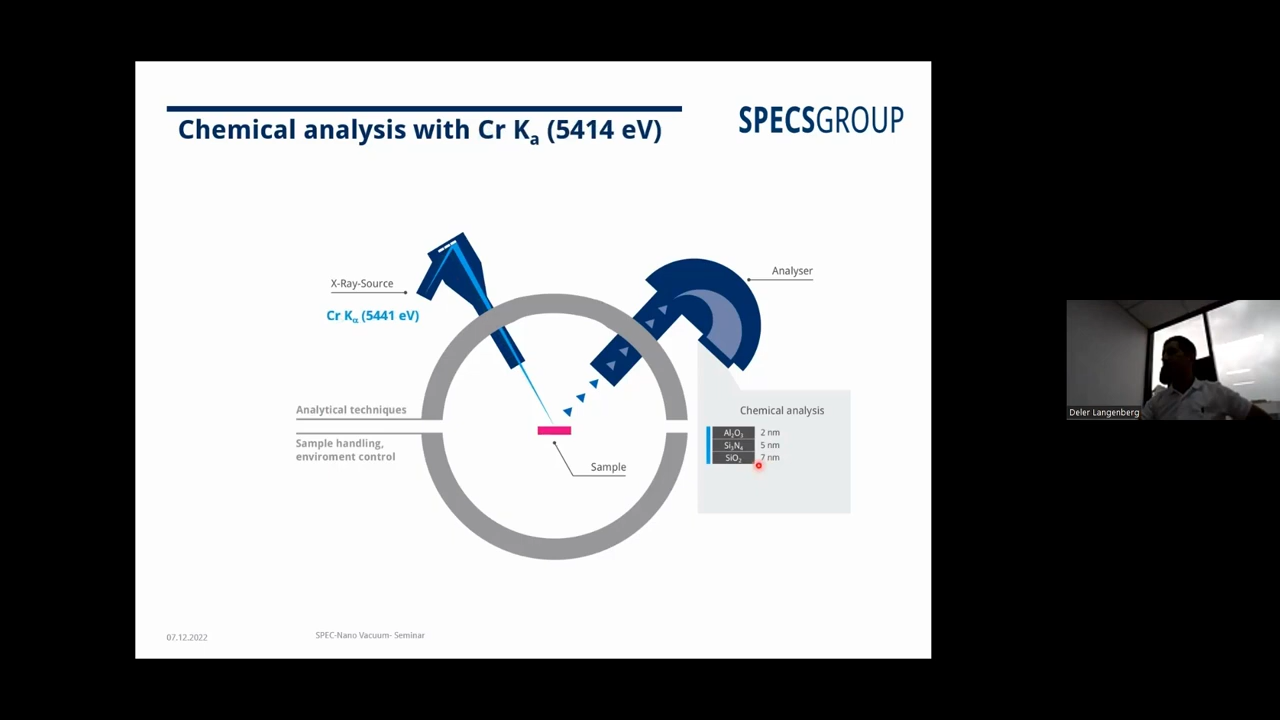 Chemical analysis with Cr Ka (5414 eV)
SPECSGROUP
X-Ray-Source
Cr Kα (5441 eV)
Analyser
Analytical techniques
Sample handling,
enviroment control
Sample
Chemical analysis
Al2O3 2 nm
Si3N4 5 nm
SiO2 7 nm
07.12.2022
SPEC-Nano Vacuum- Seminar
Deler Langenberg